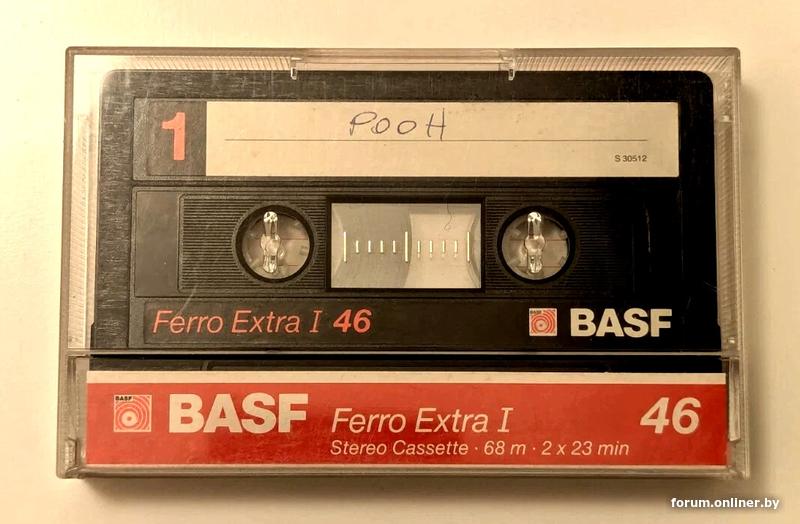 1
POOH
S 30512
Ferro Extra I 46
BASF
BASF
BASF
BASF Ferro Extra I 46
Stereo Cassette · 68 m · 2 x 23 min
forum.onliner.by